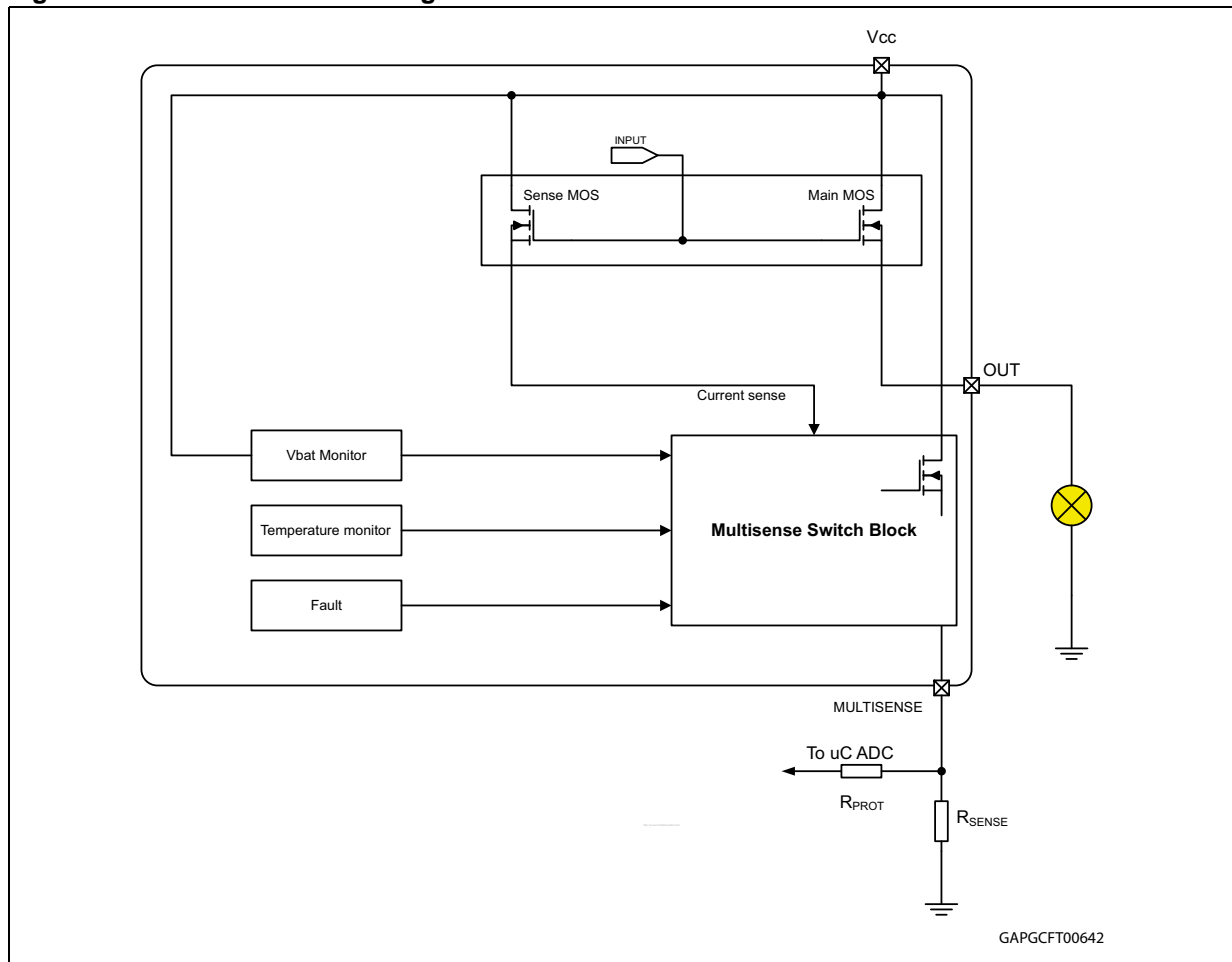 Vcc
INPUT
Sense MOS
Main MOS
OUT
Current sense
Vbat Monitor
Temperature monitor
Multisense Switch Block
Fault
MULTISENSE
To uC ADC
RPROT
RSENSE
GAPGCFT00642